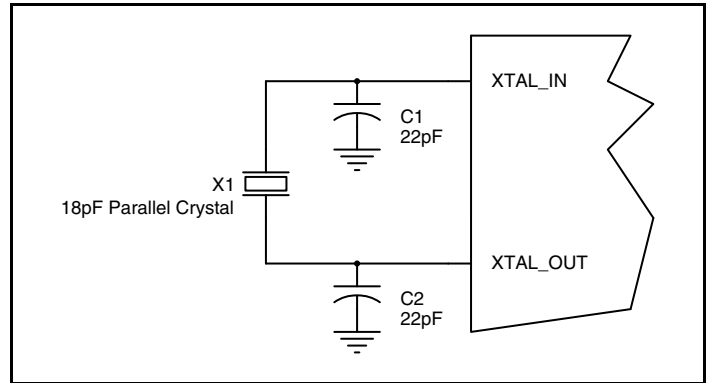 XTAL_IN
C1
22pF
X1
18pF Parallel Crystal
XTAL_OUT
C2
22pF